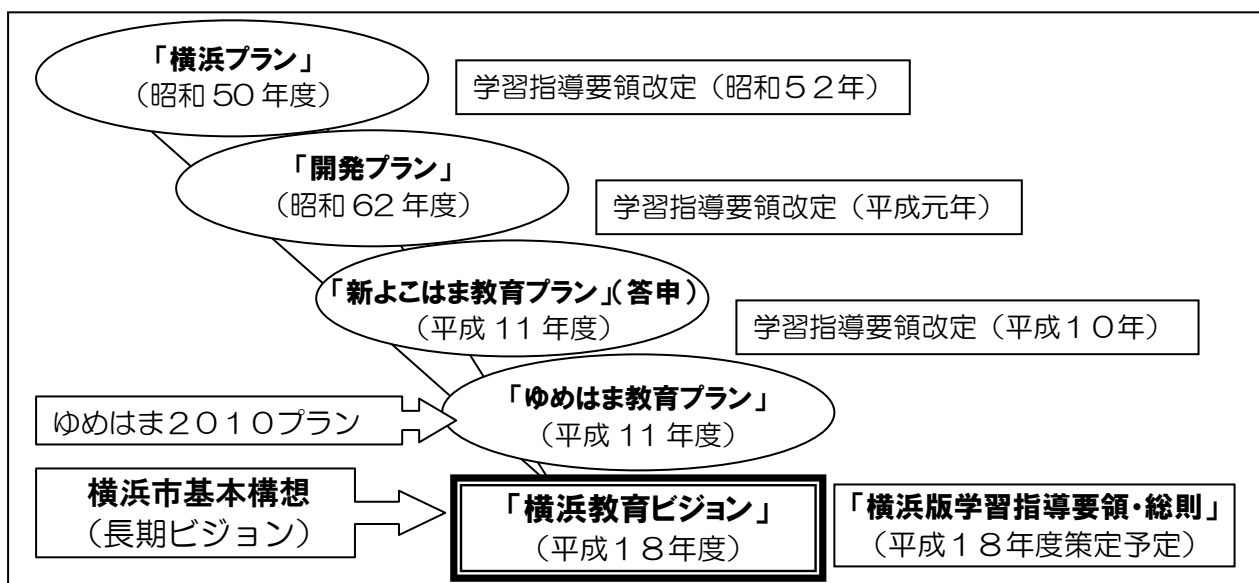 「横浜プラン」
（昭和 50 年度）
学習指導要領改定（昭和５２年）
「開発プラン」
（昭和 62 年度）
学習指導要領改定（平成元年）
「新よこはま教育プラン」（答申）
（平成 11 年度）
学習指導要領改定（平成１０年）
「ゆめはま教育プラン」
（平成 11 年度）
ゆめはま２０１０プラン
横浜市基本構想
（長期ビジョン）
「横浜教育ビジョン」
（平成１８年度）
「横浜版学習指導要領・総則」
（平成１８年度策定予定）